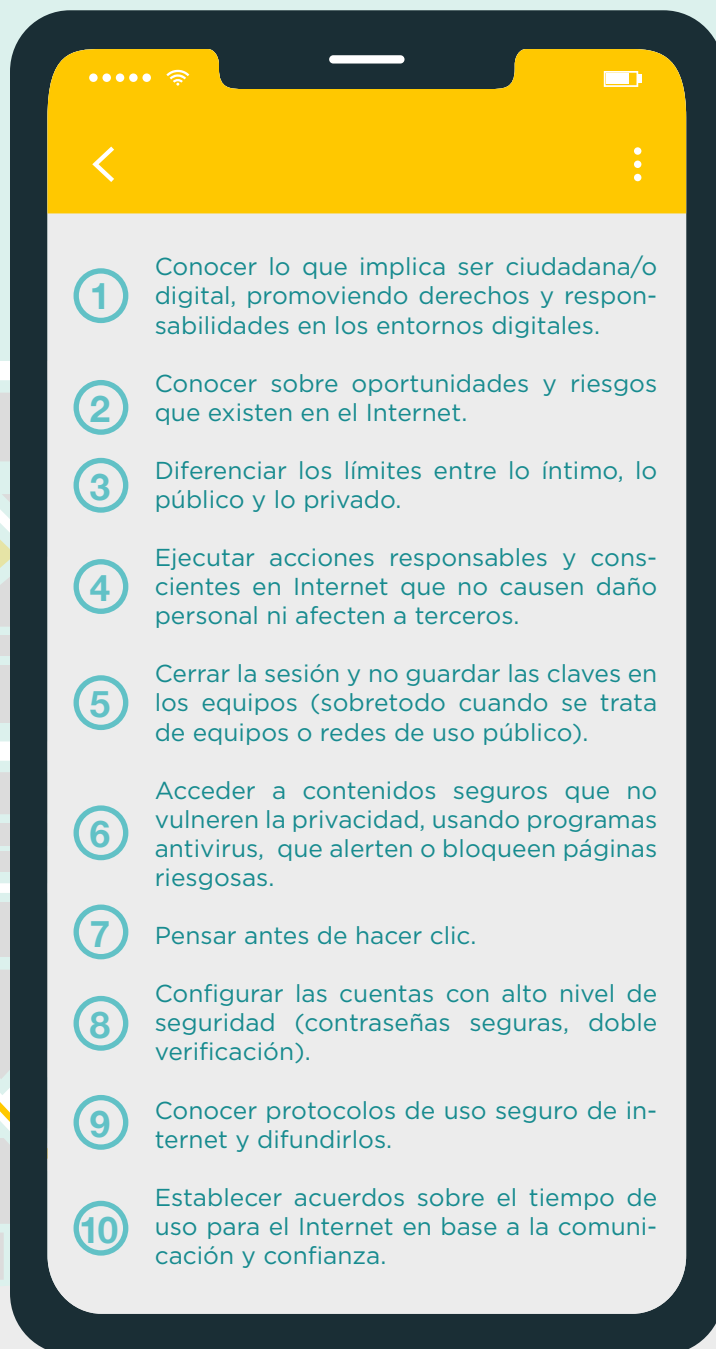 1
Conocer lo que implica ser ciudadana/o
digital, promoviendo derechos y respon-
sabilidades en los entornos digitales.
2
Conocer sobre oportunidades y riesgos
que existen en el Internet.
3
Diferenciar los límites entre lo íntimo, lo
público y lo privado.
4
Ejecutar acciones responsables y cons-
cientes en Internet que no causen daño
personal ni afecten a terceros.
5
Cerrar la sesión y no guardar las claves en
los equipos (sobretodo cuando se trata
de equipos o redes de uso público).
6
Acceder a contenidos seguros que no
vulneren la privacidad, usando programas
antivirus, que alerten o bloqueen páginas
riesgosas.
7
Pensar antes de hacer clic.
8
Configurar las cuentas con alto nivel de
seguridad (contraseñas seguras, doble
verificación).
9
Conocer protocolos de uso seguro de in-
ternet y difundirlos.
10
Establecer acuerdos sobre el tiempo de
uso para el Internet en base a la comuni-
cación y confianza.